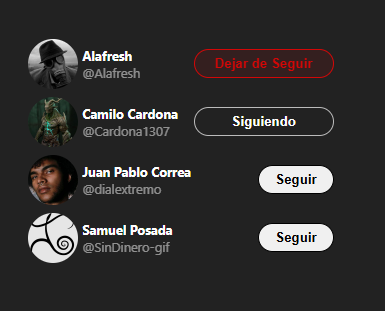 Alafresh
@Alafresh
Dejar de Seguir
Camilo Cardona
@Cardona1307
Siguiendo
Juan Pablo Correa
@dialextremo
Seguir
Samuel Posada
@SinDinero-gif
Seguir